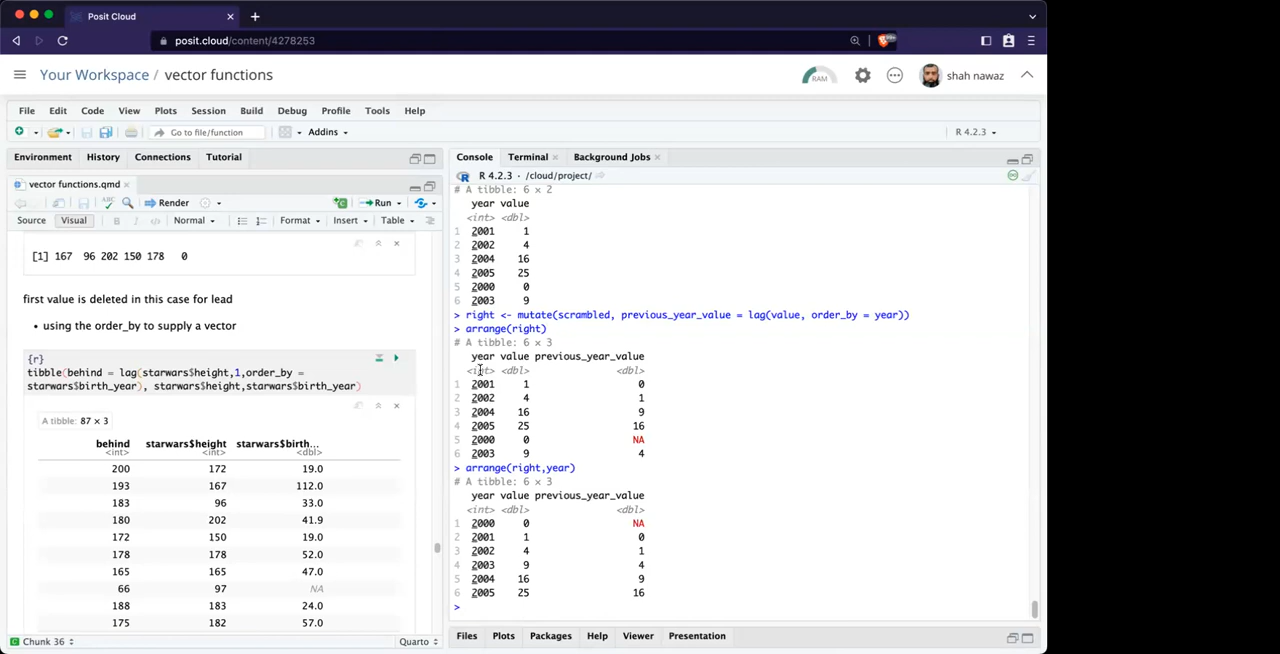 Posit Cloud
posit.cloud/content/4278253
Your Workspace / vector functions
RAM
shah nawaz
File Edit Code View Plots Session Build Debug Profile Tools Help
Go to file/function Addins R 4.2.3
Environment History Connections Tutorial
vector functions.qmd
Render Run
Source Visual B I Normal Format Insert Table
[1] 167 96 202 150 178 0
first value is deleted in this case for lead
• using the order_by to supply a vector
{r}
tibble(behind = lag(starwars$height,1,order_by =
starwars$birth_year), starwars$height,starwars$birth_year)
A tibble: 87 × 3
behind starwars$height starwars$birth...
<int> <int> <dbl>
200 172 19.0
193 167 112.0
183 96 33.0
180 202 41.9
172 150 19.0
178 178 52.0
165 165 47.0
66 97 NA
188 183 24.0
175 182 57.0
Chunk 36 Quarto
Console Terminal Background Jobs
R 4.2.3 · /cloud/project/
# A tibble: 6 × 2
year value
<int> <dbl>
1 2001 1
2 2002 4
3 2004 16
4 2005 25
5 2000 0
6 2003 9
> right <- mutate(scrambled, previous_year_value = lag(value, order_by = year))
> arrange(right)
# A tibble: 6 × 3
year value previous_year_value
<int> <dbl> <dbl>
1 2001 1 0
2 2002 4 1
3 2004 16 9
4 2005 25 16
5 2000 0 NA
6 2003 9 4
> arrange(right,year)
# A tibble: 6 × 3
year value previous_year_value
<int> <dbl> <dbl>
1 2000 0 NA
2 2001 1 0
3 2002 4 1
4 2003 9 4
5 2004 16 9
6 2005 25 16
>
Files Plots Packages Help Viewer Presentation